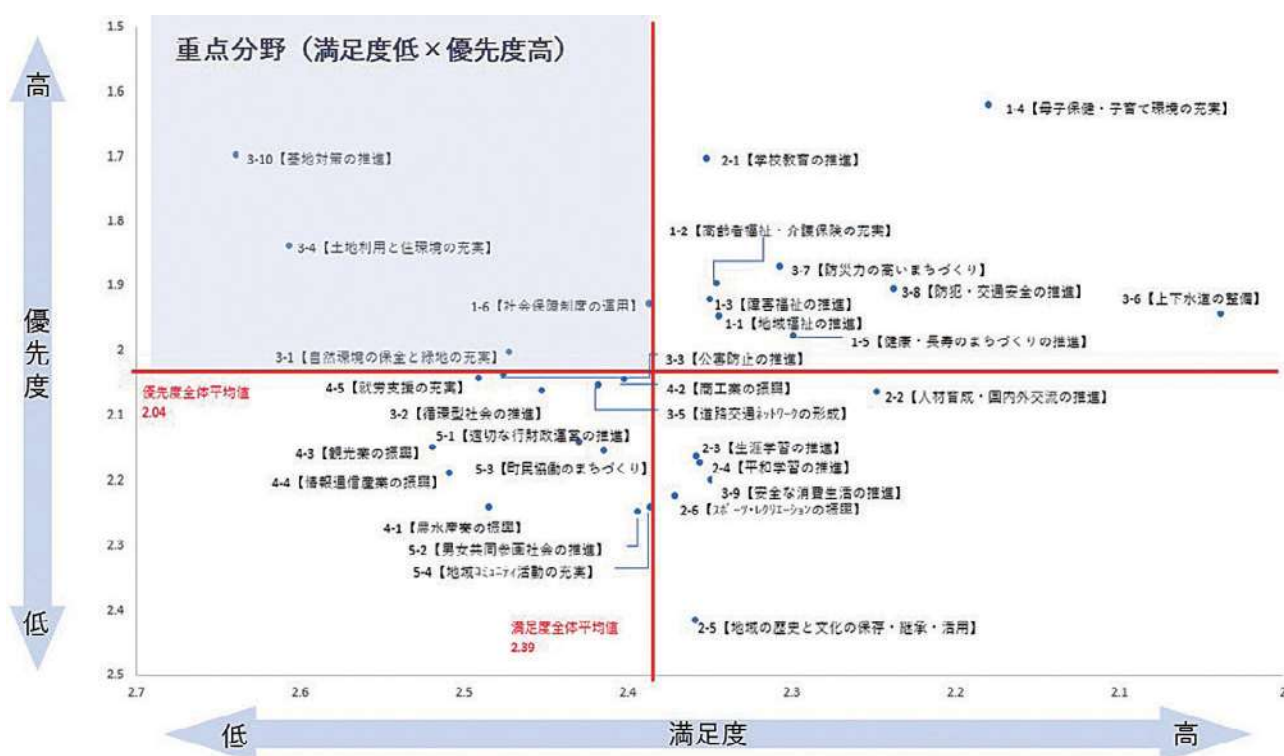 重点分野（満足度低×優先度高）
高
優先度
低
1.5
1.6
1.7
1.8
1.9
2
2.1
2.2
2.3
2.4
2.5
1-4【母子保健・子育て環境の充実】
3-10【基地対策の推進】
2-1【学校教育の推進】
1-2【高齢者福祉・介護保険の充実】
3-4【土地利用と住環境の充実】
3-7【防災力の高いまちづくり】
3-8【防犯・交通安全の推進】
3-6【上下水道の整備】
1-6【社会保障制度の運用】
1-3【障害福祉の推進】
1-1【地域福祉の推進】
1-5【健康・長寿のまちづくりの推進】
3-1【自然環境の保全と緑地の充実】
3-3【公害防止の推進】
優先度全体平均値
2.04
4-5【就労支援の充実】
4-2【商工業の振興】
2-2【人材育成・国内外交流の推進】
3-2【循環型社会の推進】
3-5【道路交通ﾈｯﾄﾜｰｸの形成】
5-1【適切な行財政運営の推進】
4-3【観光業の振興】
5-3【町民協働のまちづくり】
2-3【生涯学習の推進】
2-4【平和学習の推進】
4-4【情報通信産業の振興】
3-9【安全な消費生活の推進】
2-6【ｽﾎﾟｰﾂ・ﾚｸﾘｴｰｼｮﾝの振興】
4-1【農水産業の振興】
5-2【男女共同参画社会の推進】
5-4【地域ｺﾐｭﾆﾃｨ活動の充実】
満足度全体平均値
2.39
2-5【地域の歴史と文化の保存・継承・活用】
2.7
2.6
2.5
2.4
2.3
2.2
2.1
2
低
満足度
高